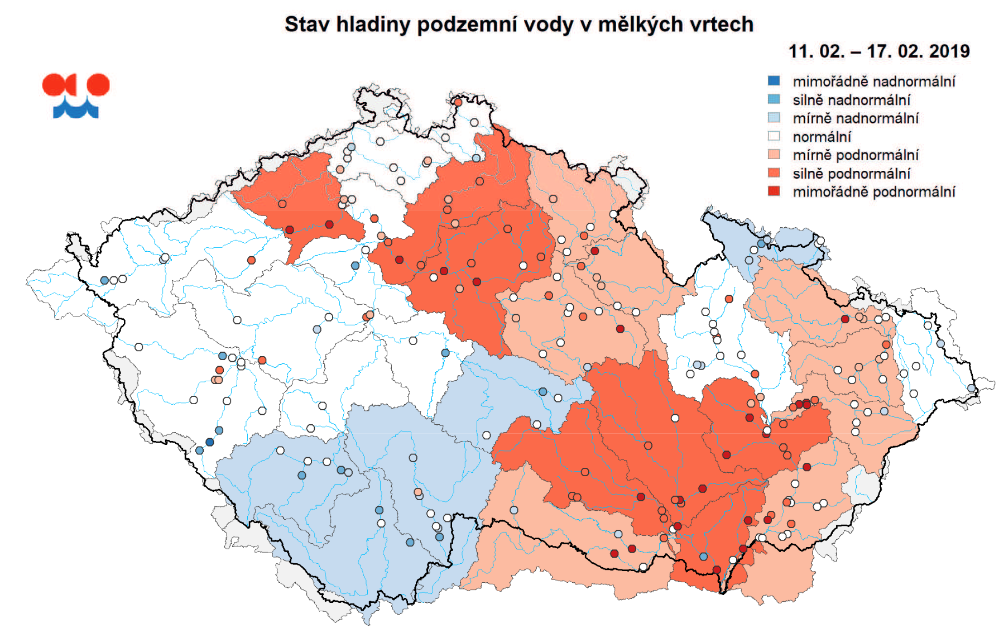 Stav hladiny podzemní vody v mělkých vrtech
11. 02. – 17. 02. 2019
mimořádně nadnormální
silně nadnormální
mírně nadnormální
normální
mírně podnormální
silně podnormální
mimořádně podnormální